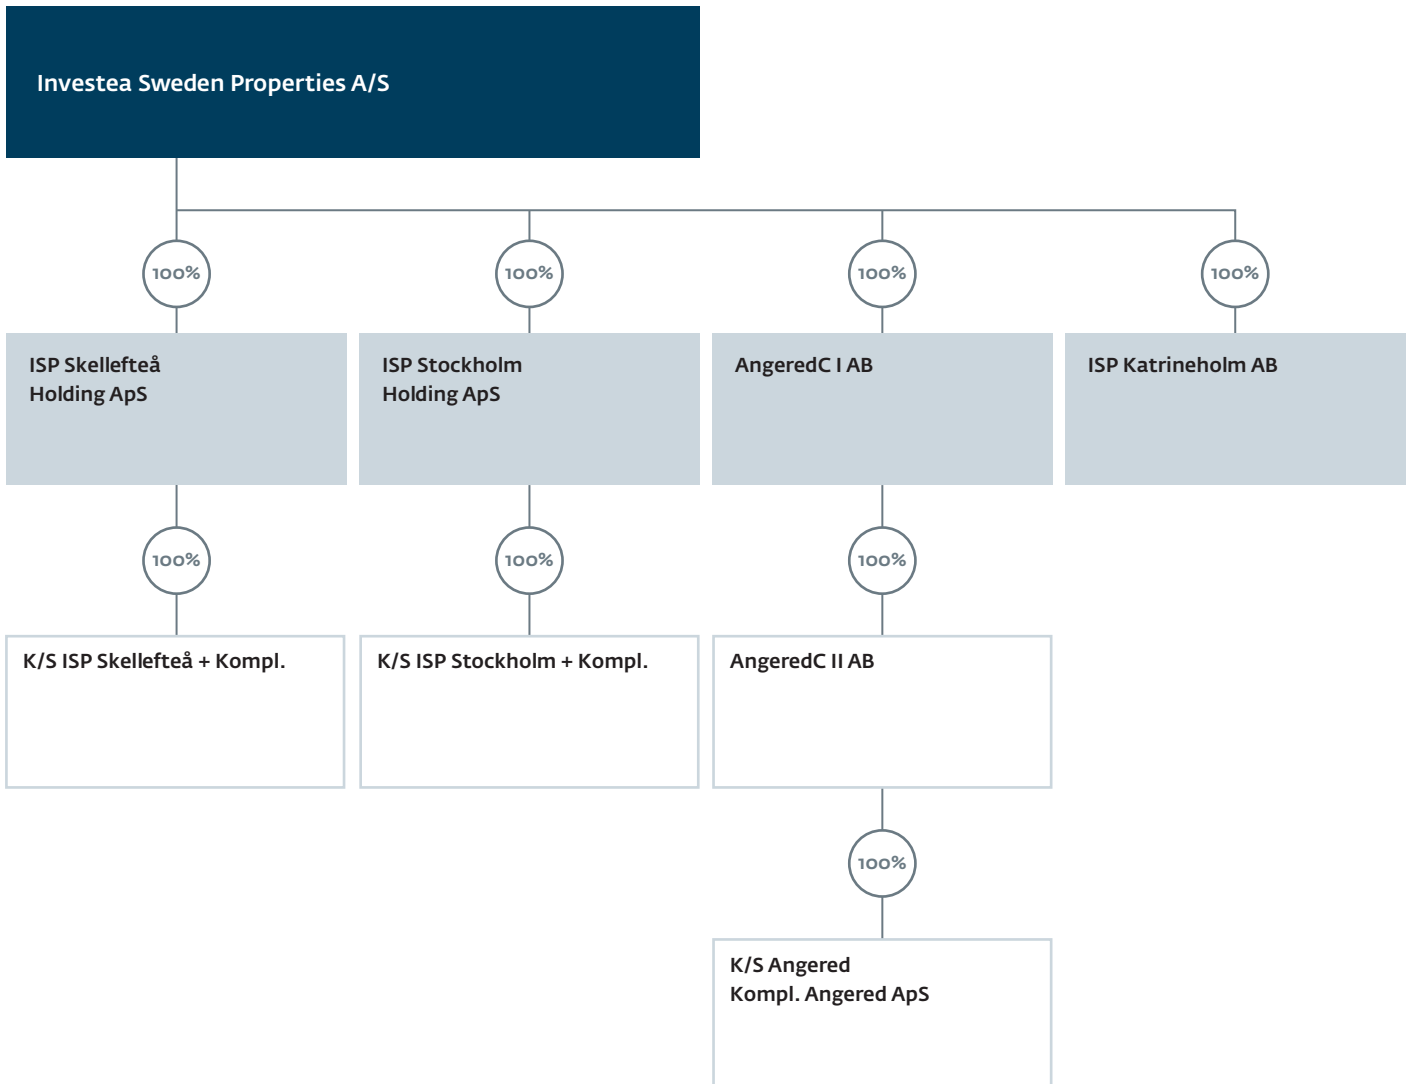 Investea Sweden Properties A/S
100%
100%
100%
100%
ISP Skellefteå
Holding ApS
ISP Stockholm
Holding ApS
AngeredC I AB
ISP Katrineholm AB
100%
100%
100%
K/S ISP Skellefteå + Kompl.
K/S ISP Stockholm + Kompl.
AngeredC II AB
100%
K/S Angered
Kompl. Angered ApS